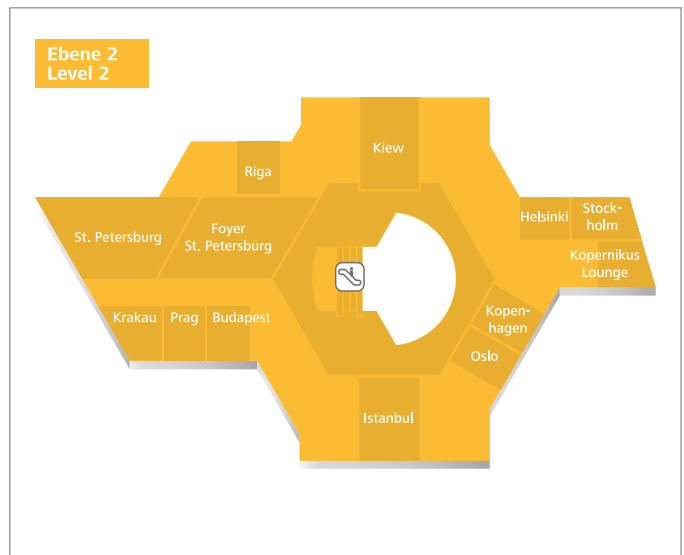 Ebene 2
Level 2
Kiew
Riga
Helsinki
Stock-
holm
St. Petersburg
Foyer
St. Petersburg
Kopernikus
Lounge
Krakau
Prag
Budapest
Kopen-
hagen
Oslo
Istanbul